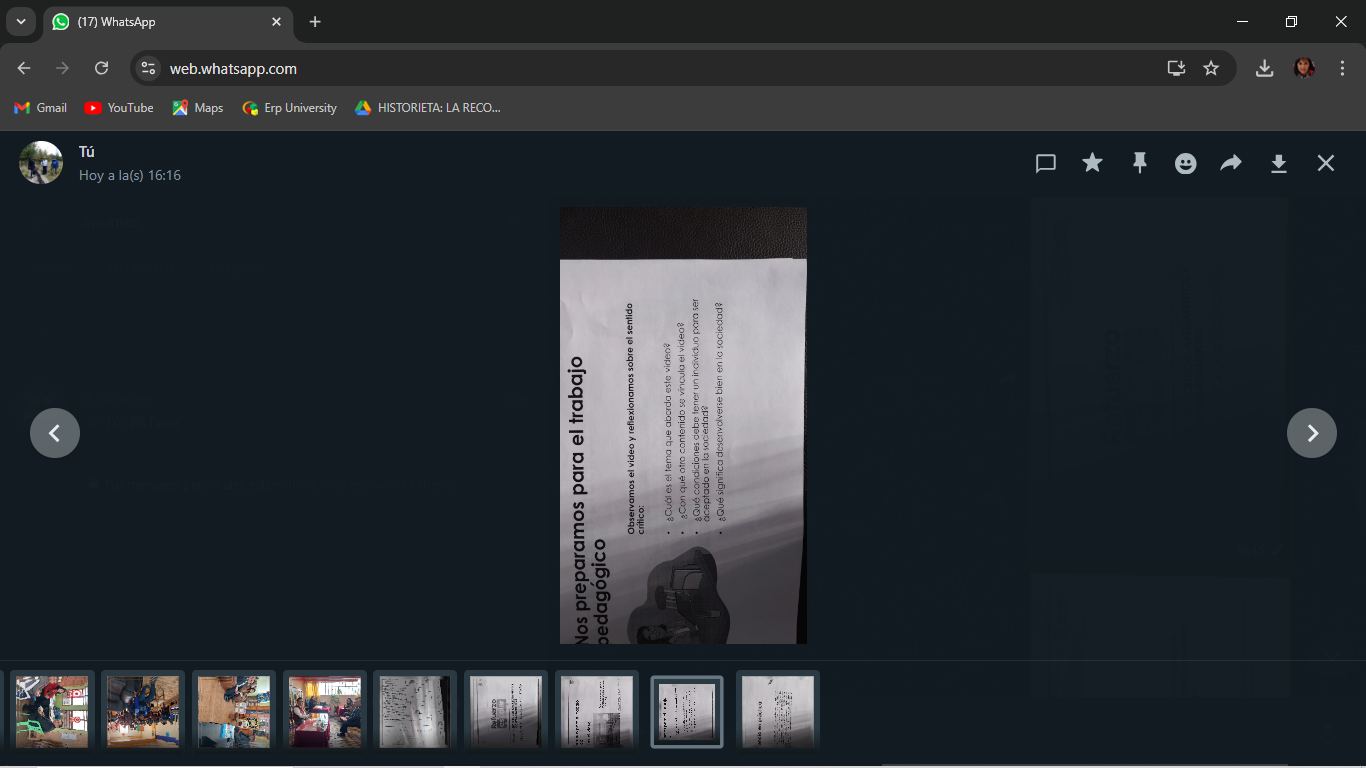 (17) WhatsApp
web.whatsapp.com
Gmail
YouTube
Maps
Erp University
HISTORIETA: LA RECO...
Tú
Hoy a la(s) 16:16
Nos preparamos para el trabajo
pedagógico
Observamos el video y reflexionamos sobre el sentido
crítico:
• ¿Cuál es el tema que aborda este video?
• ¿Con qué otro contenido se vincula el video?
• ¿Qué condiciones debe tener un individuo para ser
aceptado en la sociedad?
• ¿Qué significa desenvolverse bien en la sociedad?
Refuerzo